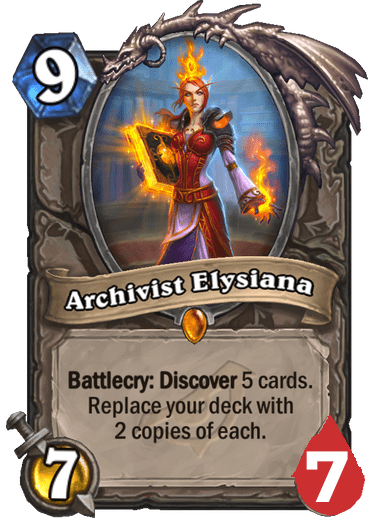 9
Archivist Elysiana
Battlecry: Discover 5 cards.
Replace your deck with
2 copies of each.
7
7